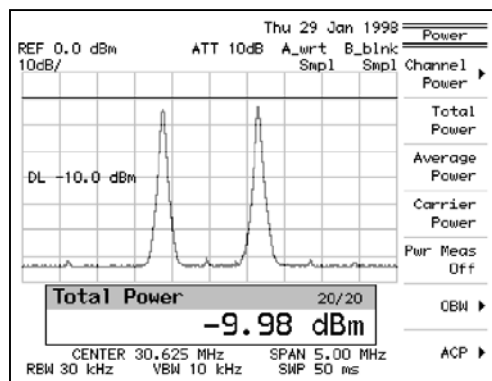 Thu 29 Jan 1998
REF 0.0 dBm ATT 10dB A_wrt B_blnk
10dB/ Smpl Smpl
DL -10.0 dBm
Total Power 20/20
-9.98 dBm
CENTER 30.625 MHz SPAN 5.00 MHz
RBW 30 kHz VBW 10 kHz SWP 50 ms
Power
Channel
Power
Total
Power
Average
Power
Carrier
Power
Pwr Meas
Off
OBW
ACP